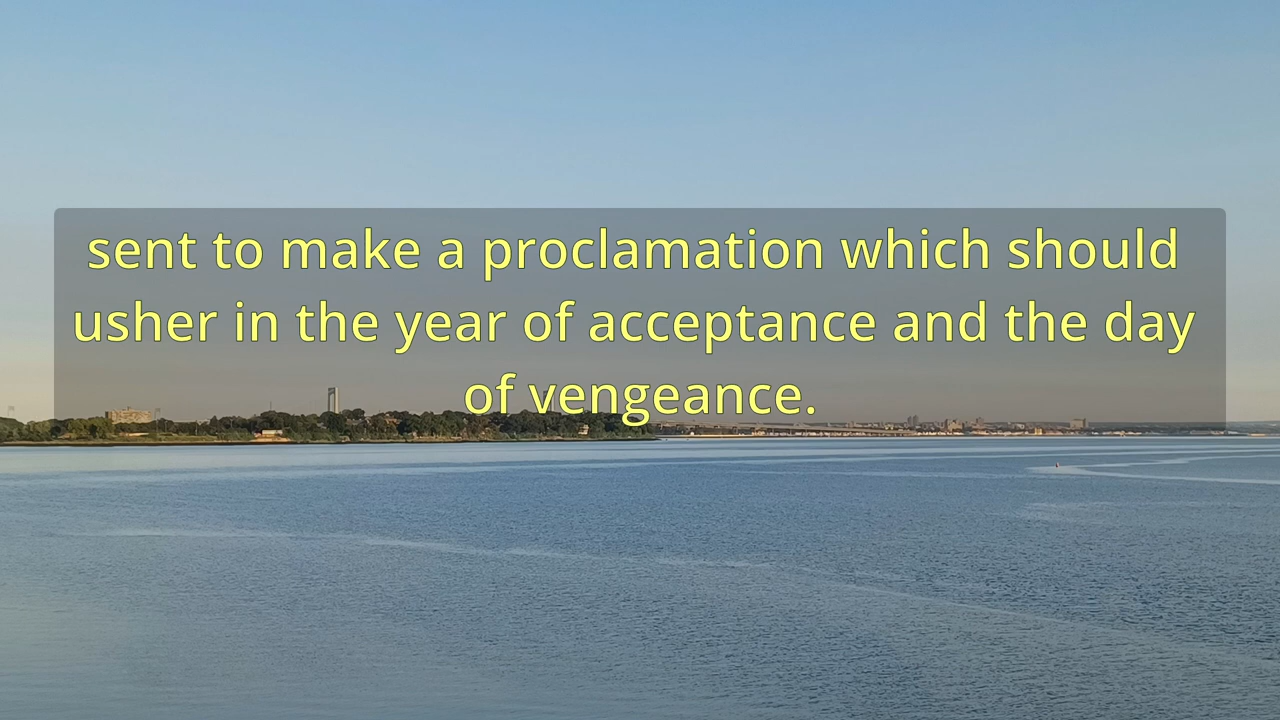 sent to make a proclamation which should
usher in the year of acceptance and the day
of vengeance.